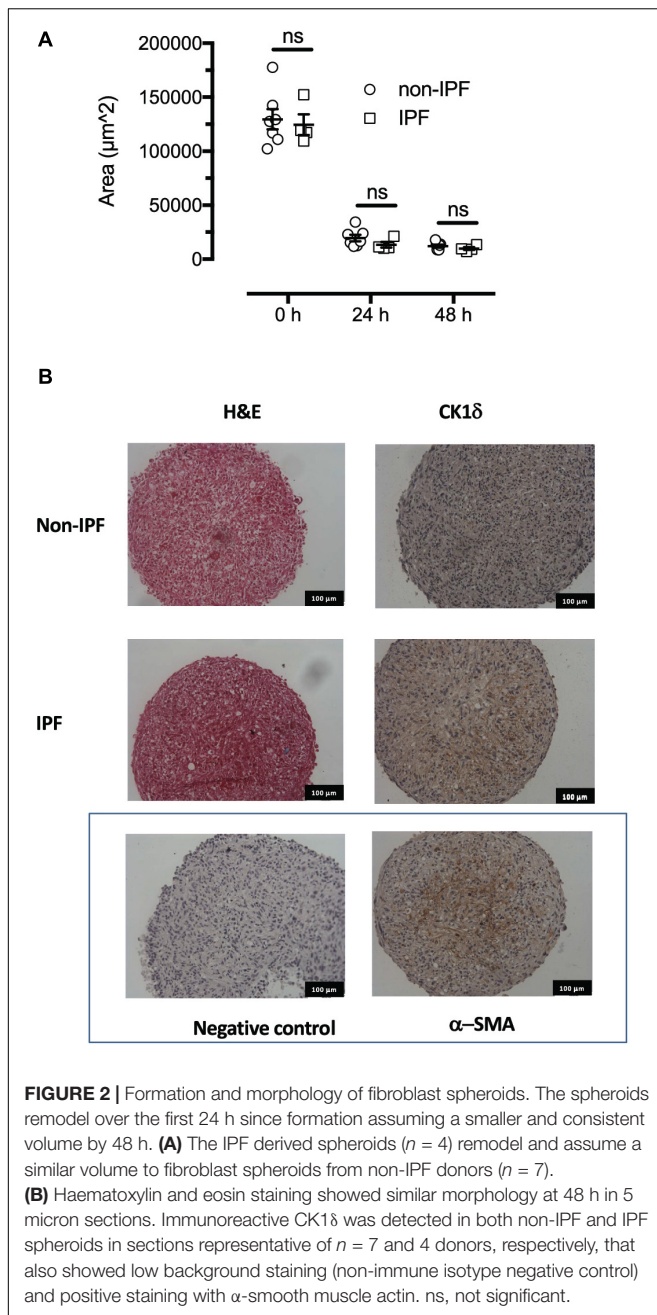 A
200000
150000
100000
50000
0
Area (µm^2)
ns
ns
ns
non-IPF
IPF
0 h
24 h
48 h
B
H&E
CK1δ
Non-IPF
100 µm
100 µm
IPF
100 µm
100 µm
100 µm
100 µm
Negative control
α–SMA
FIGURE 2 | Formation and morphology of fibroblast spheroids. The spheroids
remodel over the first 24 h since formation assuming a smaller and consistent
volume by 48 h. (A) The IPF derived spheroids (n = 4) remodel and assume a
similar volume to fibroblast spheroids from non-IPF donors (n = 7).
(B) Haematoxylin and eosin staining showed similar morphology at 48 h in 5
micron sections. Immunoreactive CK1δ was detected in both non-IPF and IPF
spheroids in sections representative of n = 7 and 4 donors, respectively, that
also showed low background staining (non-immune isotype negative control)
and positive staining with α-smooth muscle actin. ns, not significant.